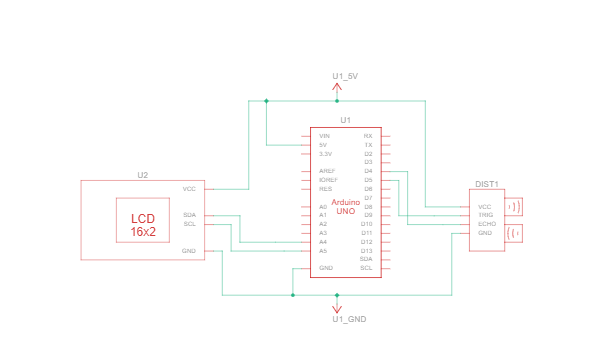 U1_5V
U1
VIN
5V
3.3V
AREF
IOREF
RES
A0
A1
A2
A3
A4
A5
GND
Arduino
UNO
RX
TX
D2
D3
D4
D5
D6
D7
D8
D9
D10
D11
D12
D13
SDA
SCL
U2
VCC
SDA
SCL
GND
LCD
16x2
DIST1
VCC
TRIG
ECHO
GND
U1_GND